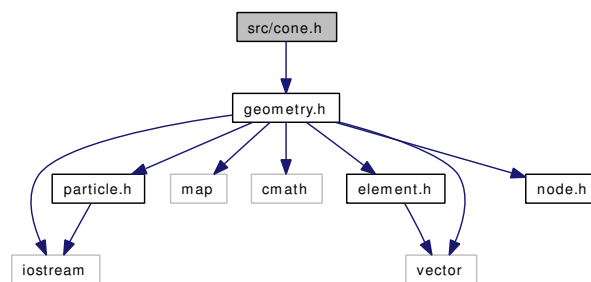 src/cone.h
geometry.h
particle.h
map
cmath
element.h
node.h
iostream
vector